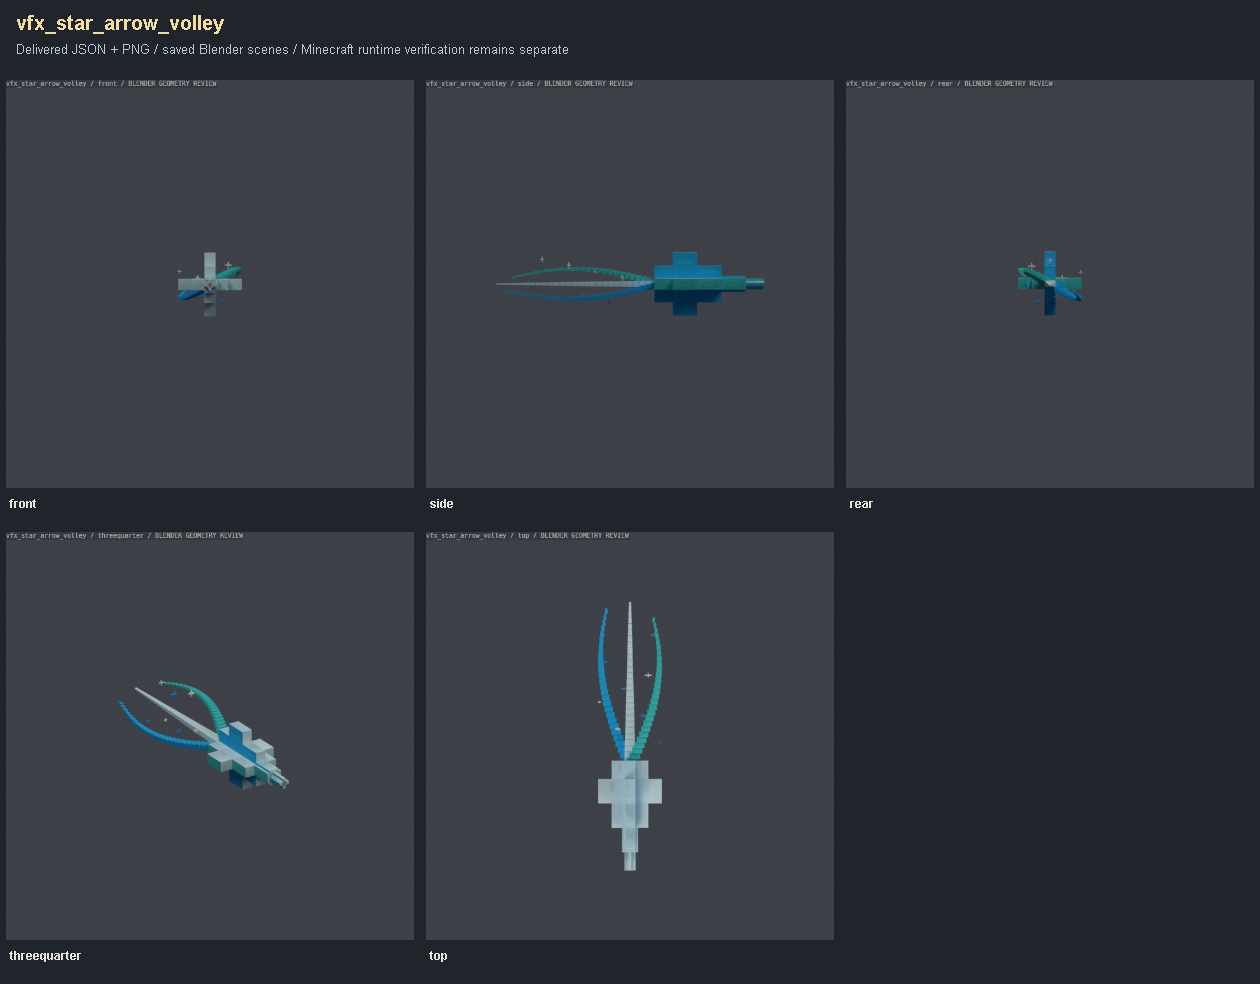 vfx_star_arrow_volley
Delivered JSON + PNG / saved Blender scenes / Minecraft runtime verification remains separate
vfx_star_arrow_volley / front / BLENDER GEOMETRY REVIEW
vfx_star_arrow_volley / side / BLENDER GEOMETRY REVIEW
vfx_star_arrow_volley / rear / BLENDER GEOMETRY REVIEW
front
side
rear
vfx_star_arrow_volley / threequarter / BLENDER GEOMETRY REVIEW
vfx_star_arrow_volley / top / BLENDER GEOMETRY REVIEW
threequarter
top